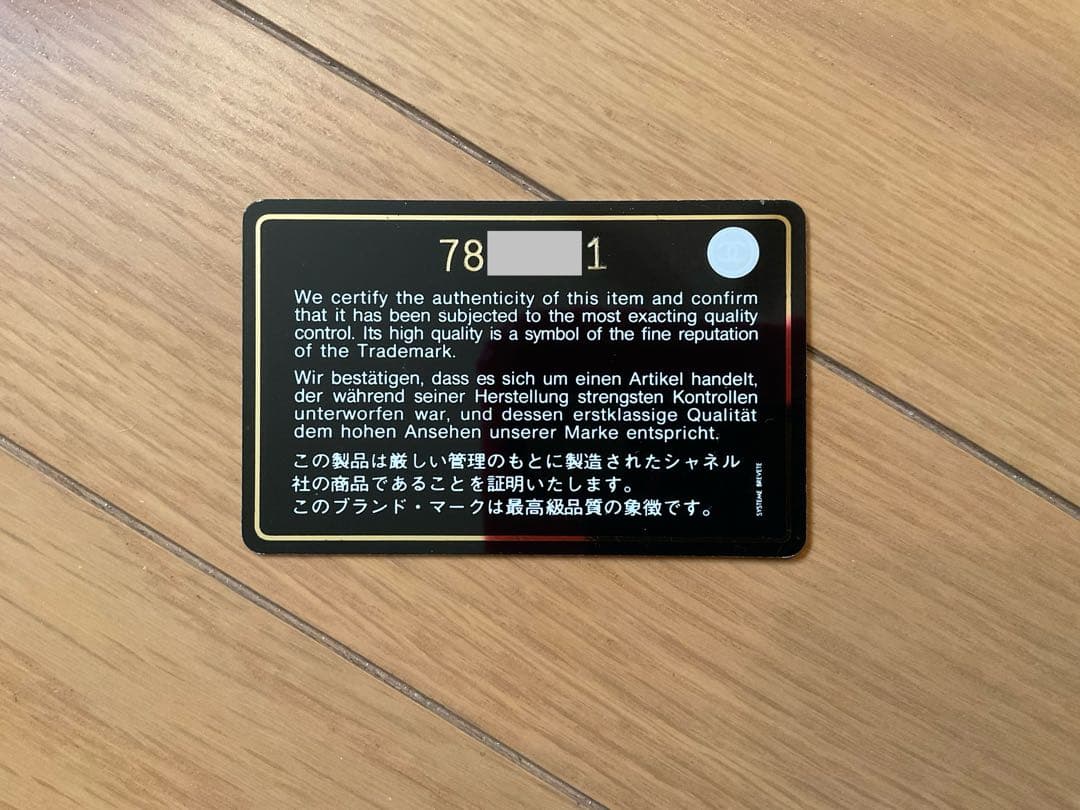 78 1
We certify the authenticity of this item and confirm
that it has been subjected to the most exacting quality
control. Its high quality is a symbol of the fine reputation
of the Trademark.
Wir bestätigen, dass es sich um einen Artikel handelt,
der während seiner Herstellung strengsten Kontrollen
unterworfen war, und dessen erstklassige Qualität
dem hohen Ansehen unserer Marke entspricht.
この製品は厳しい管理のもとに製造されたシャネル
社の商品であることを証明いたします。
このブランド・マークは最高級品質の象徴です。
SYSTEME BREVETE